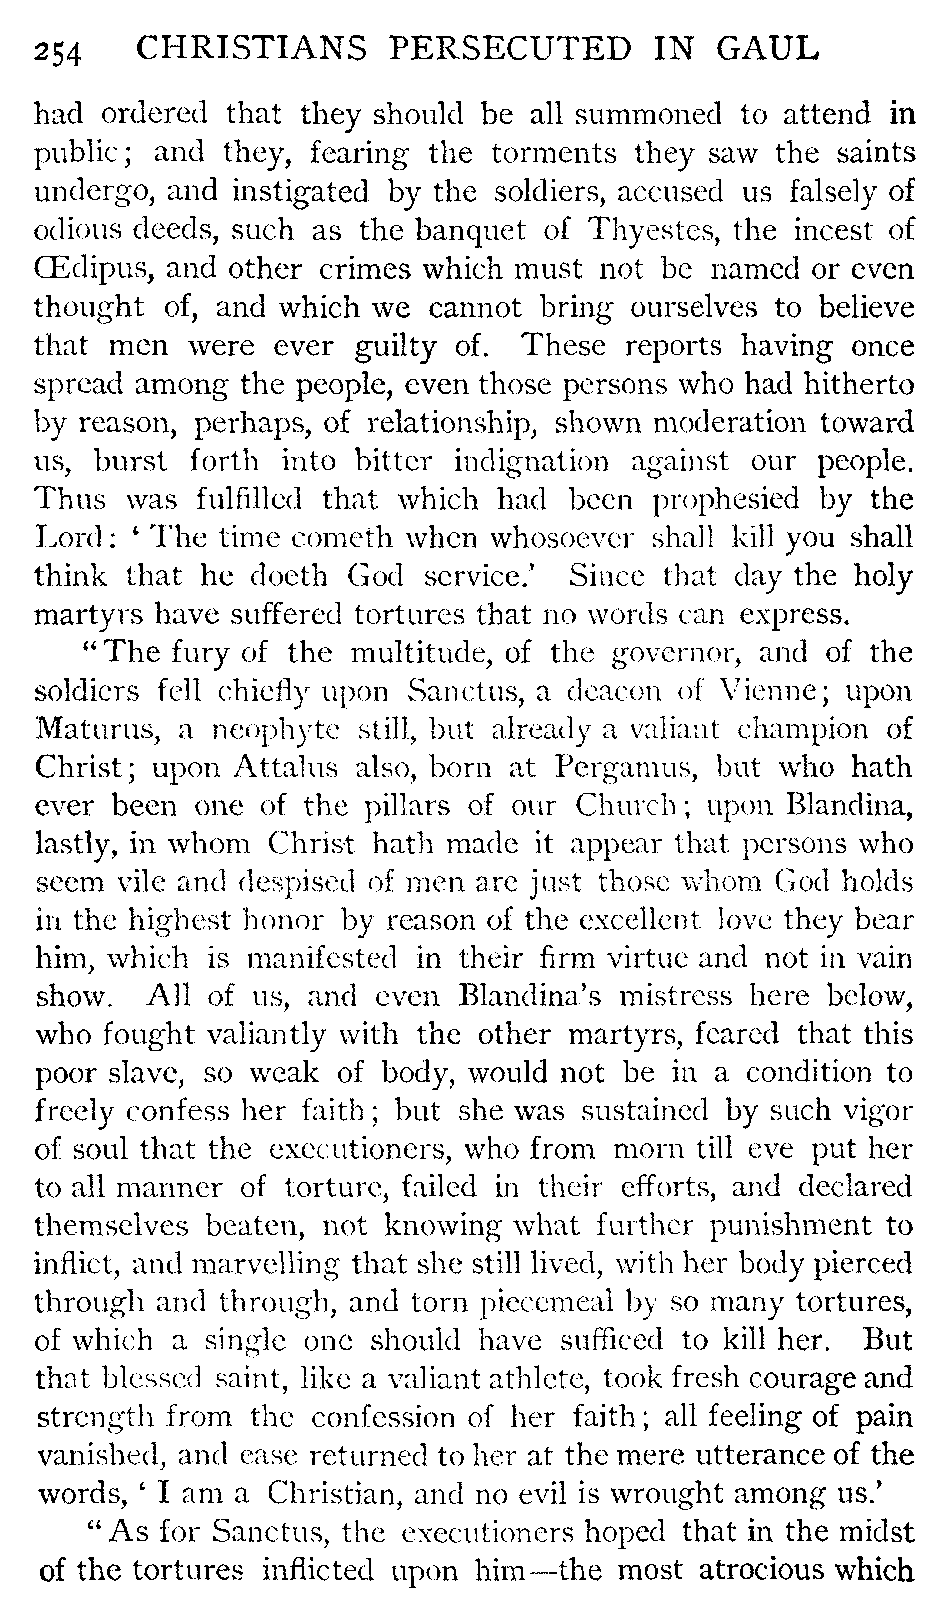 254 CHRISTIANS PERSECUTED IN GAUL
had ordered that they should be all summoned to attend in
public; and they, fearing the torments they saw the saints
undergo, and instigated by the soldiers, accused us falsely of
odious deeds, such as the banquet of Thyestes, the incest of
Œdipus, and other crimes which must not be named or even
thought of, and which we cannot bring ourselves to believe
that men were ever guilty of. These reports having once
spread among the people, even those persons who had hitherto
by reason, perhaps, of relationship, shown moderation toward
us, burst forth into bitter indignation against our people.
Thus was fulfilled that which had been prophesied by the
Lord: ‘ The time cometh when whosoever shall kill you shall
think that he doeth God service.’ Since that day the holy
martyrs have suffered tortures that no words can express.
“The fury of the multitude, of the governor, and of the
soldiers fell chiefly upon Sanctus, a deacon of Vienne; upon
Maturus, a neophyte still, but already a valiant champion of
Christ; upon Attalus also, born at Pergamus, but who hath
ever been one of the pillars of our Church; upon Blandina,
lastly, in whom Christ hath made it appear that persons who
seem vile and despised of men are just those whom God holds
in the highest honor by reason of the excellent love they bear
him, which is manifested in their firm virtue and not in vain
show. All of us, and even Blandina’s mistress here below,
who fought valiantly with the other martyrs, feared that this
poor slave, so weak of body, would not be in a condition to
freely confess her faith; but she was sustained by such vigor
of soul that the executioners, who from morn till eve put her
to all manner of torture, failed in their efforts, and declared
themselves beaten, not knowing what further punishment to
inflict, and marvelling that she still lived, with her body pierced
through and through, and torn piecemeal by so many tortures,
of which a single one should have sufficed to kill her. But
that blessed saint, like a valiant athlete, took fresh courage and
strength from the confession of her faith; all feeling of pain
vanished, and ease returned to her at the mere utterance of the
words, ‘ I am a Christian, and no evil is wrought among us.’
“As for Sanctus, the executioners hoped that in the midst
of the tortures inflicted upon him—the most atrocious which